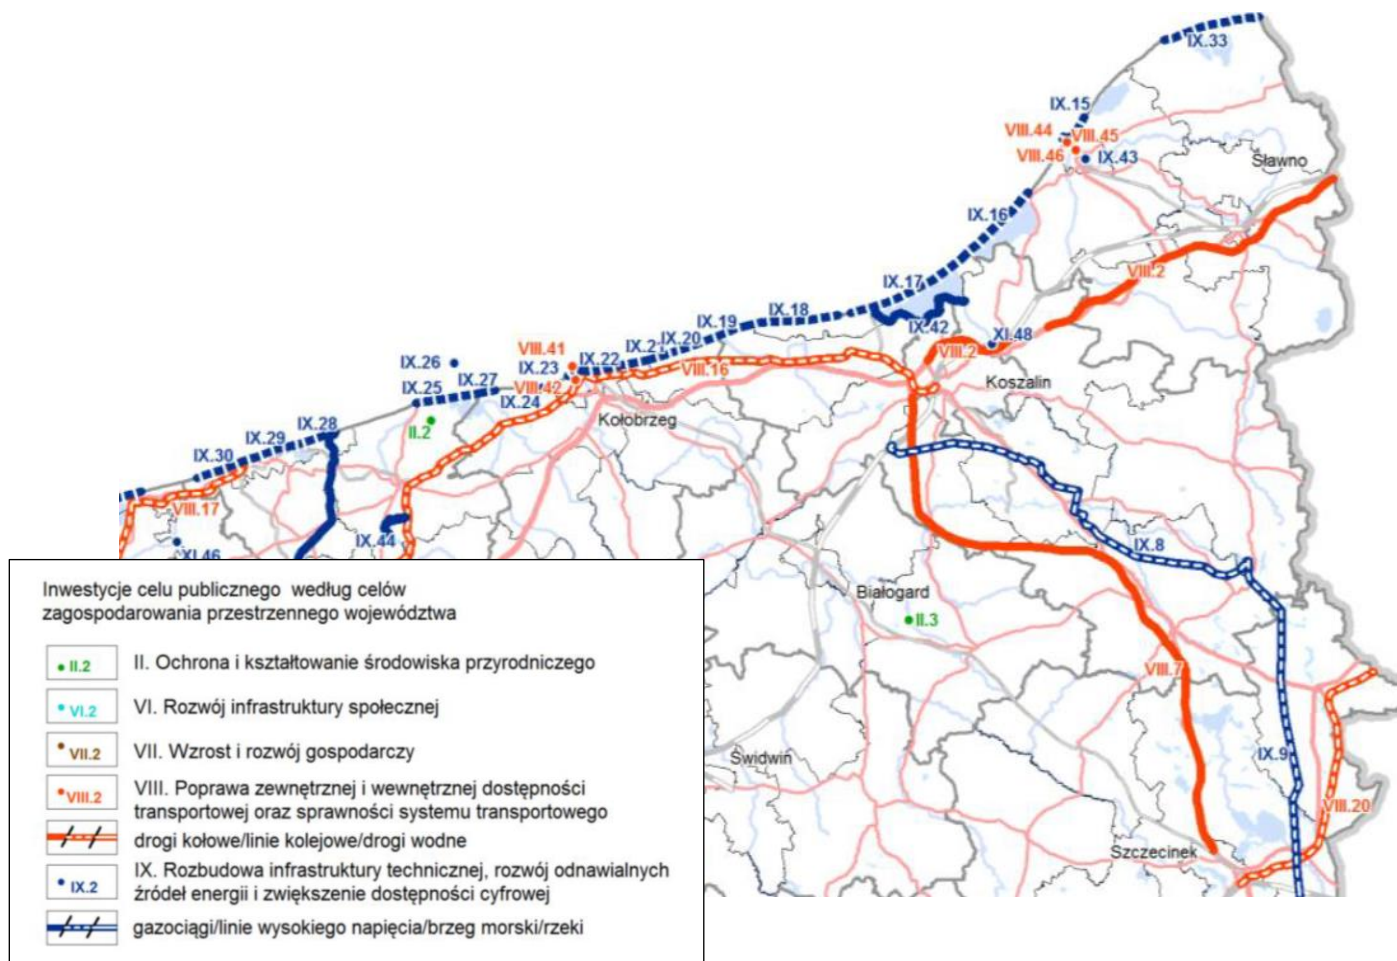 IX.33
IX.15
VIII.44
VIII.45
VIII.46
IX.43
Sławno
IX.16
VIII.2
IX.17
IX.18
IX.19
IX.42
XI.48
IX.20
IX.21
VIII.41
IX.22
VIII.2
IX.26
IX.23
VIII.16
Koszalin
IX.25
IX.27
VIII.42
IX.24
Kołobrzeg
II.2
IX.28
IX.29
IX.30
VIII.17
IX.44
IX.8
XI.46
Białogard
II.3
VIII.7
Świdwin
IX.9
VIII.20
Szczecinek
Inwestycje celu publicznego według celów
zagospodarowania przestrzennego województwa
II.2 II. Ochrona i kształtowanie środowiska przyrodniczego
VI.2 VI. Rozwój infrastruktury społecznej
VII.2 VII. Wzrost i rozwój gospodarczy
VIII.2 VIII. Poprawa zewnętrznej i wewnętrznej dostępności
transportowej oraz sprawności systemu transportowego
drogi kołowe/linie kolejowe/drogi wodne
IX.2 IX. Rozbudowa infrastruktury technicznej, rozwój odnawialnych
źródeł energii i zwiększenie dostępności cyfrowej
gazociągi/linie wysokiego napięcia/brzeg morski/rzeki